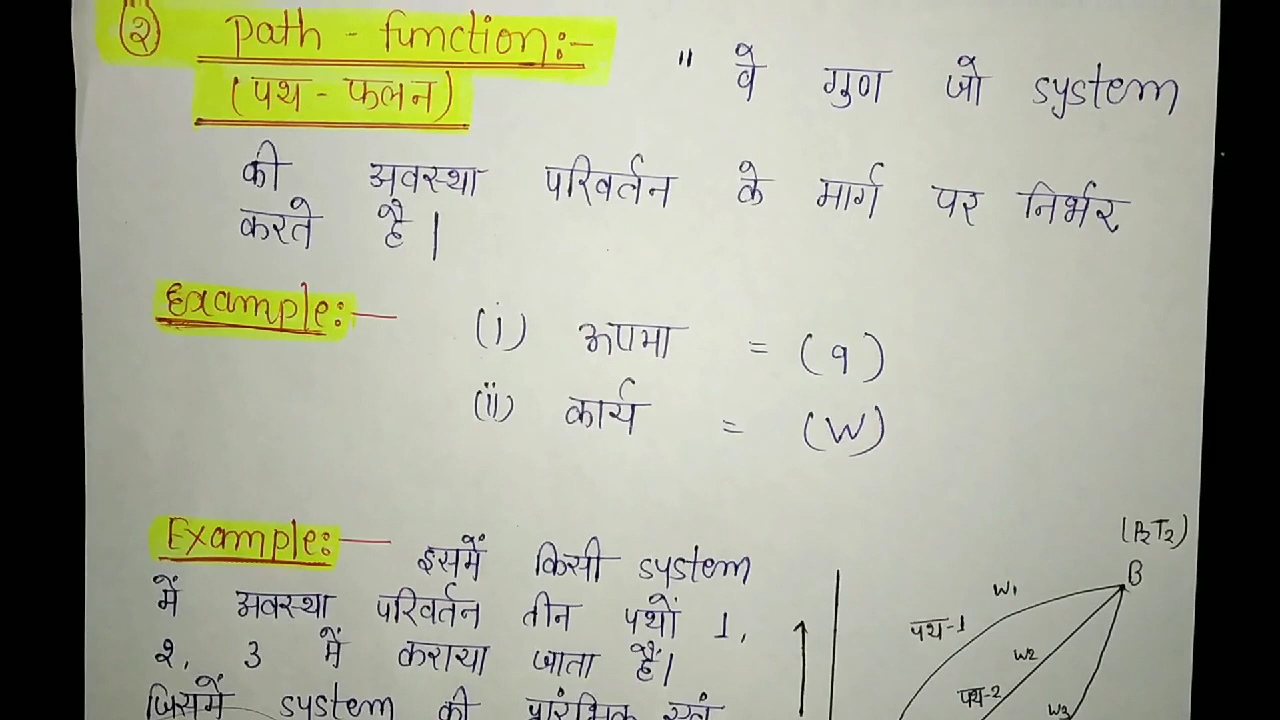 (२) path - function:-
(पथ - फलन)
" वे गुण जो system
की अवस्था परिवर्तन के मार्ग पर निर्भर
करते है।
Example:-
(i) ऊष्मा = (q)
(ii) कार्य = (W)
Example:- इसमें किसी system
में अवस्था परिवर्तन तीन पथों 1,
2, 3 में कराया जाता हैं।
जिसमें system की प्रारंभिक एवं
(P₂T₂)
B
W₁
पथ-1
W₂
पथ-2
W₃